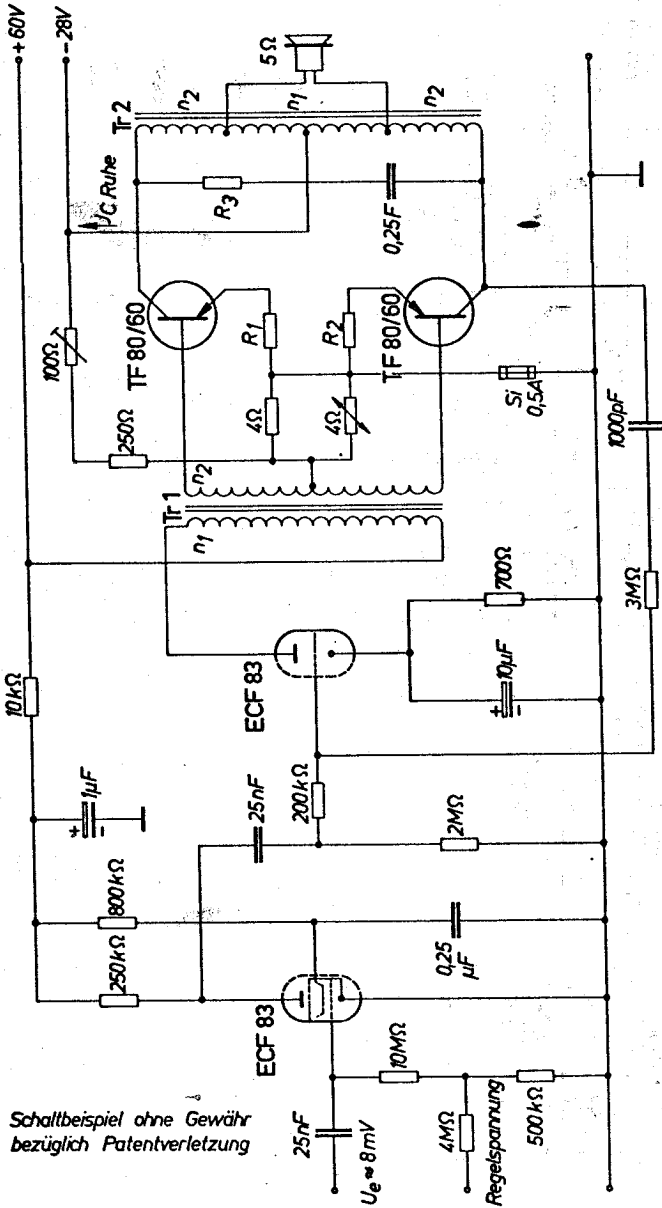 +60V
-28V
5Ω
Tr 2
n2
n1
n2
JC Ruhe
R3
0,25F
100Ω
TF 80/60
TF 80/60
R1
R2
250Ω
4Ω
4Ω
Si
0,5A
1000pF
Tr 1
n2
n1
10kΩ
ECF 83
700Ω
10µF
+
-
3MΩ
1µF
+
-
25nF
200kΩ
2MΩ
800kΩ
250kΩ
0,25
µF
ECF 83
10MΩ
25nF
Ue ≈ 8mV
4MΩ
Regelspannung
500kΩ
Schaltbeispiel ohne Gewähr
bezüglich Patentverletzung